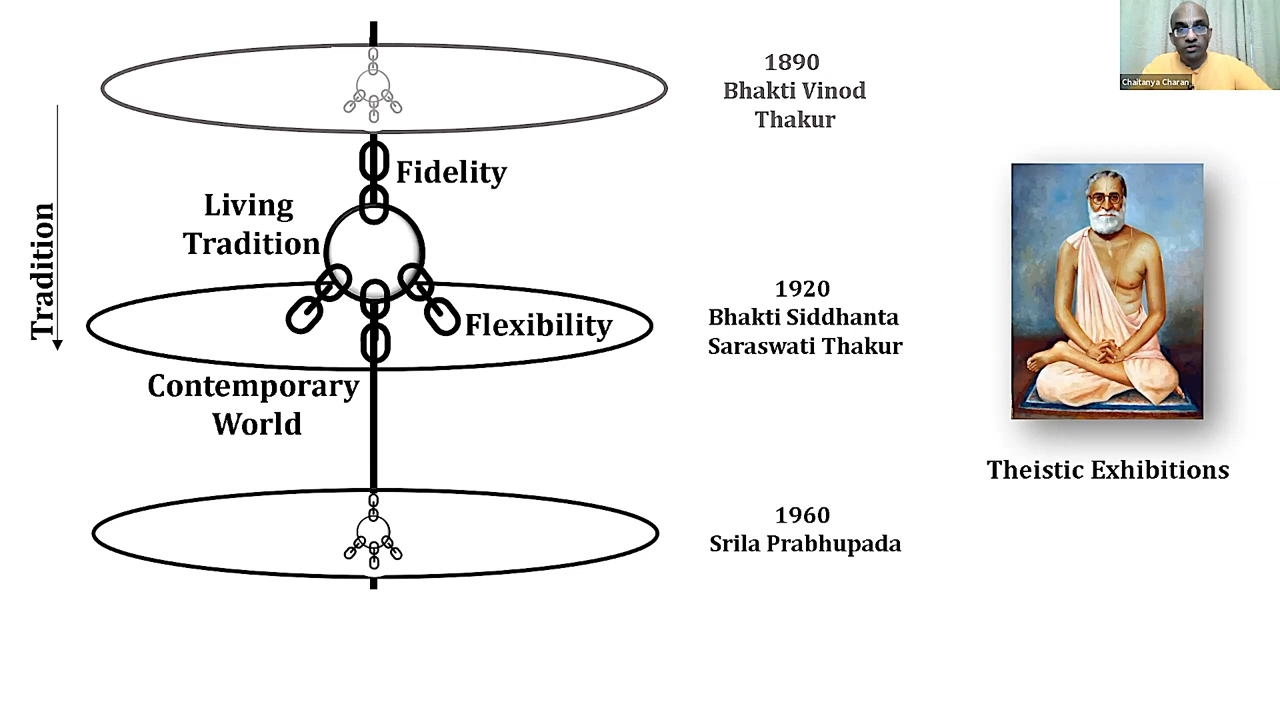 1890
Bhakti Vinod
Thakur
Chaitanya Charan
Fidelity
Living
Tradition
Tradition
1920
Bhakti Siddhanta
Saraswati Thakur
Flexibility
Contemporary
World
Theistic Exhibitions
1960
Srila Prabhupada